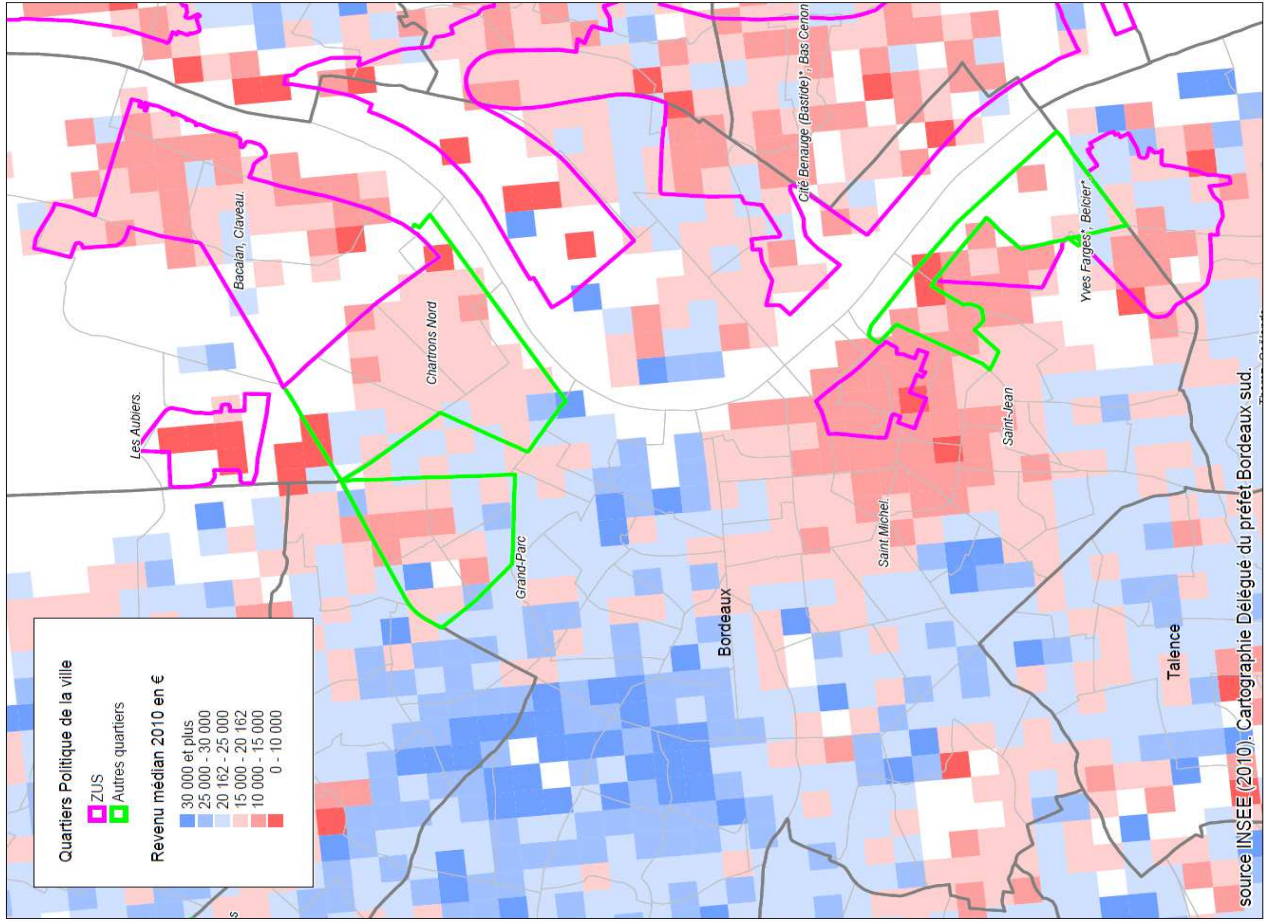 Quartiers Politique de la ville
ZUS
Autres quartiers
Revenu médian 2010 en €
30 000 et plus
25 000 - 30 000
20 162 - 25 000
15 000 - 20 162
10 000 - 15 000
0 - 10 000
Les Aubiers.
Bacalan, Claveau.
Chartrons Nord
Grand-Parc
Bordeaux
Cité Benauge (Bastide)*, Bas Cenon
Saint Michel.
Saint-Jean
Yves Farges*, Belcier*.
Talence
s
source INSEE (2010). Cartographie Délégué du préfet Bordeaux sud.